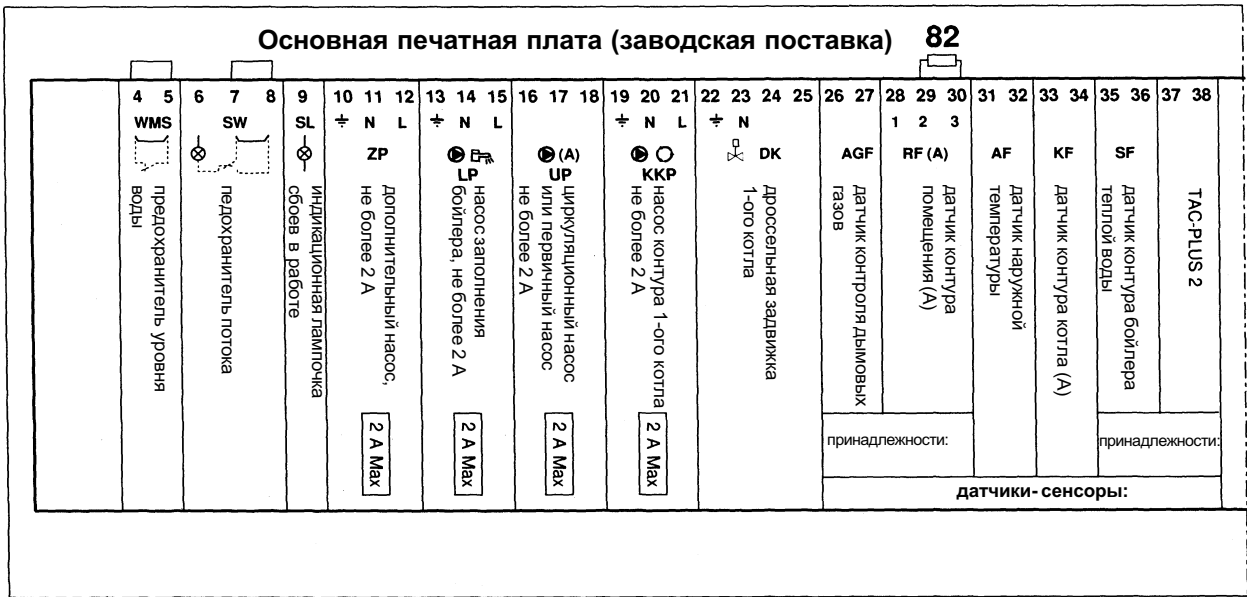 Основная печатная плата (заводская поставка) 82
4 5 6 7 8 9 10 11 12 13 14 15 16 17 18 19 20 21 22 23 24 25 26 27 28 29 30 31 32 33 34 35 36 37 38
WMS SW SL N L N L N L N 1 2 3
ZP LP (A) UP KKP DK AGF RF (A) AF KF SF
предохранитель уровня
воды
педохранитель потока
индикационная лампочка
сбоев в работе
дополнительный насос,
не более 2 А
насос заполнения
бойлера, не более 2 А
циркуляционный насос
или первичный насос
не более 2 А
насос контура 1-ого котла
не более 2 А
дроссельная задвижка
1-ого котла
датчик контроля дымовых
газов
датчик контура
помещения (А)
датчик наружной
температуры
датчик контура котла (А)
датчик контура бойлера
теплой воды
TAC-PLUS 2
2 A Max
2 A Max
2 A Max
2 A Max
принадлежности:
принадлежности:
датчики- сенсоры: